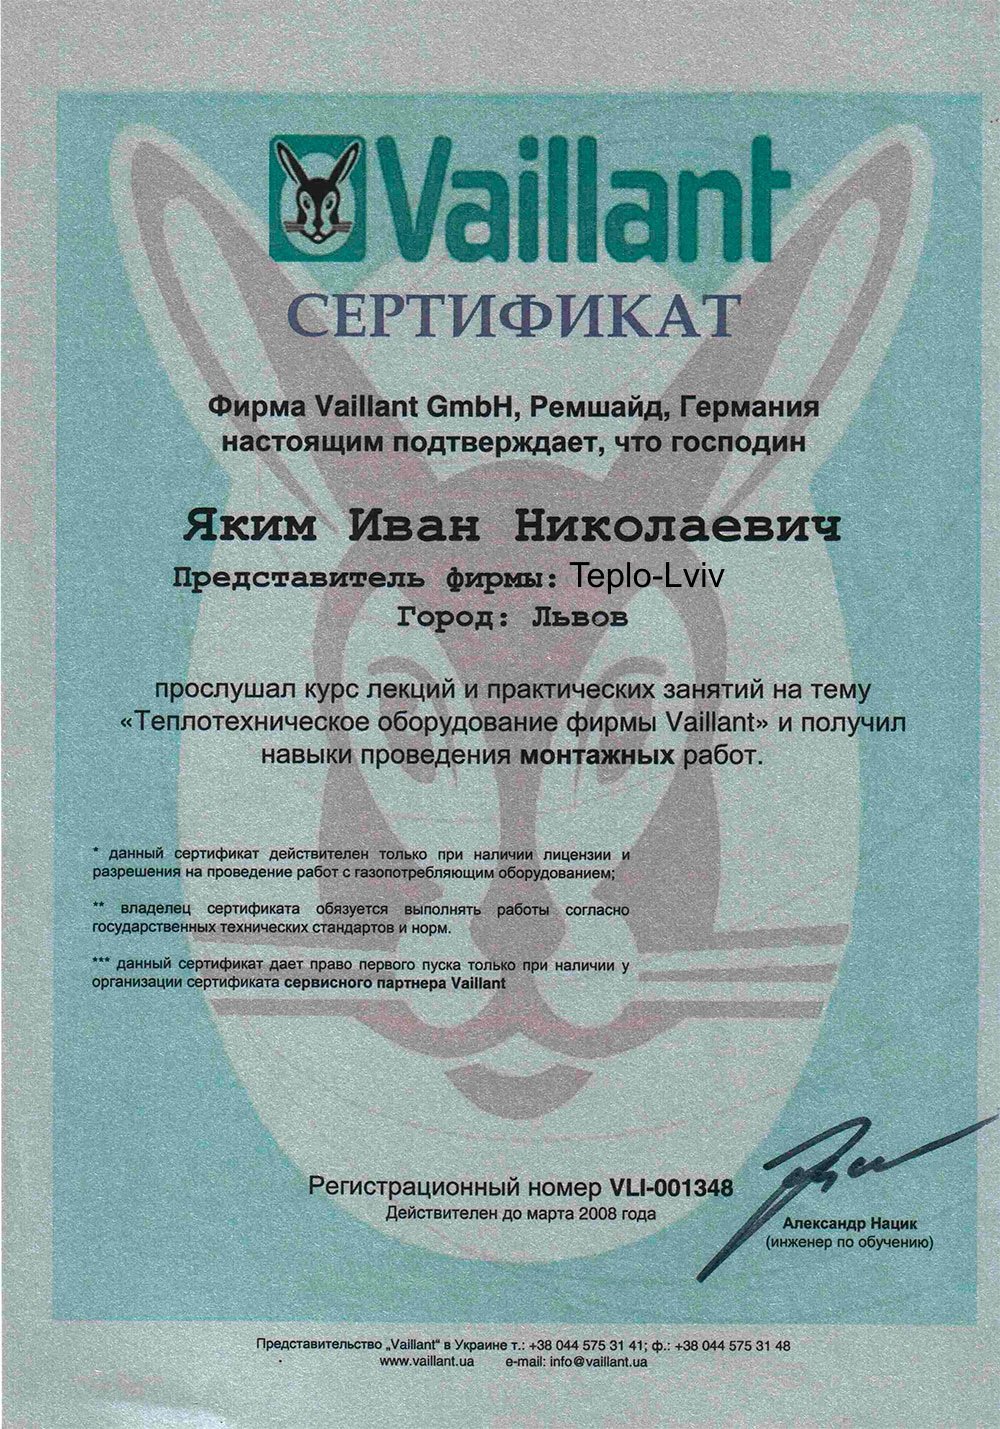 Vaillant
СЕРТИФИКАТ
Фирма Vaillant GmbH, Ремшайд, Германия
настоящим подтверждает, что господин
Яким Иван Николаевич
Представитель фирмы: Teplo-Lviv
Город: Львов
прослушал курс лекций и практических занятий на тему
«Теплотехническое оборудование фирмы Vaillant» и получил
навыки проведения монтажных работ.
* данный сертификат действителен только при наличии лицензии и
разрешения на проведение работ с газопотребляющим оборудованием;
** владелец сертификата обязуется выполнять работы согласно
государственных технических стандартов и норм.
*** данный сертификат дает право первого пуска только при наличии у
организации сертификата сервисного партнера Vaillant
Регистрационный номер VLI-001348
Действителен до марта 2008 года
Александр Нацик
(инженер по обучению)
Представительство „Vaillant“ в Украине т.: +38 044 575 31 41; ф.: +38 044 575 31 48
www.vaillant.ua e-mail: info@vaillant.ua